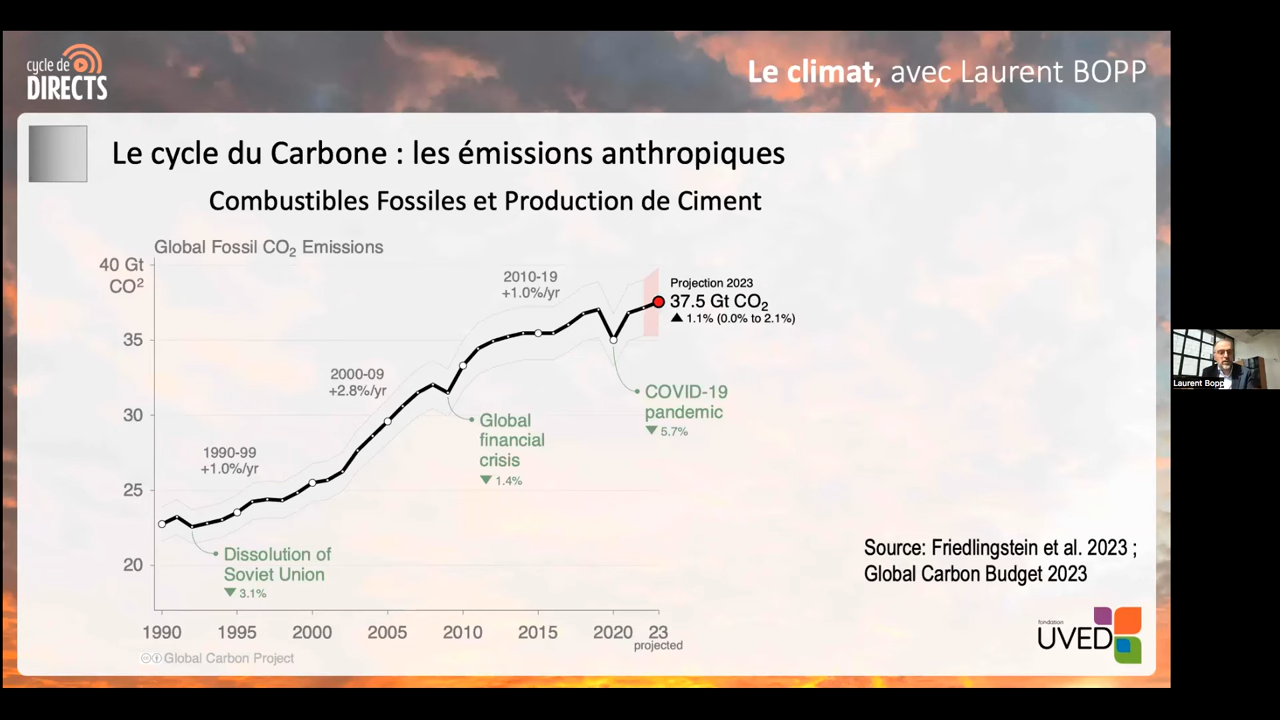 cycle de
DIRECTS
Le climat, avec Laurent BOPP
Le cycle du Carbone : les émissions anthropiques
Combustibles Fossiles et Production de Ciment
Global Fossil CO₂ Emissions
40 Gt
CO²
35
30
25
20
2010-19
+1.0%/yr
2000-09
+2.8%/yr
1990-99
+1.0%/yr
Projection 2023
37.5 Gt CO₂
▲ 1.1% (0.0% to 2.1%)
COVID-19
pandemic
▼ 5.7%
Global
financial
crisis
▼ 1.4%
Dissolution of
Soviet Union
▼ 3.1%
1990 1995 2000 2005 2010 2015 2020 23
projected
Global Carbon Project
Source: Friedlingstein et al. 2023 ;
Global Carbon Budget 2023
fondation
UVED
Laurent Bopp